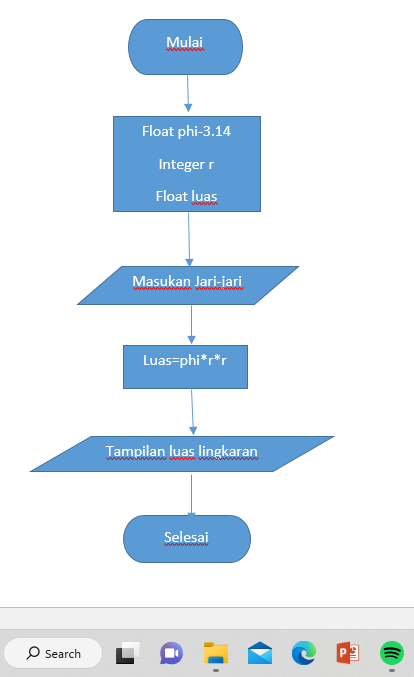 Mulai
Float phi-3.14
Integer r
Float luas
Masukan Jari-jari
Luas=phi*r*r
Tampilan luas lingkaran
Selesai
Search